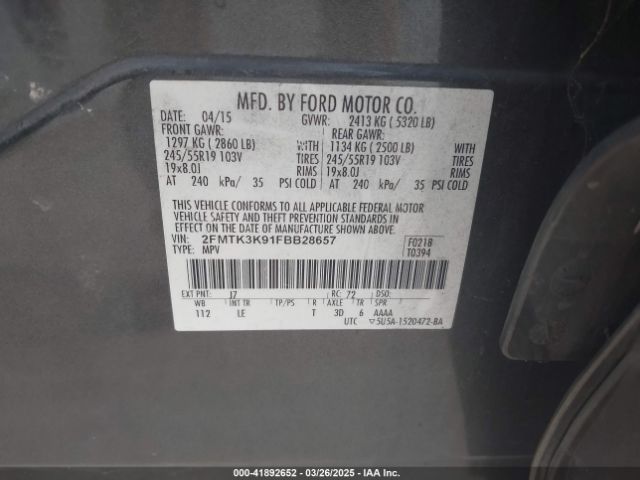 MFD. BY FORD MOTOR CO.
DATE: 04/15 GVWR: 2413 KG ( 5320 LB)
FRONT GAWR: REAR GAWR:
1297 KG ( 2860 LB) WITH 1134 KG ( 2500 LB) WITH
245/55R19 103V TIRES 245/55R19 103V TIRES
19x8.0J RIMS 19x8.0J RIMS
AT 240 kPa/ 35 PSI COLD AT 240 kPa/ 35 PSI COLD
THIS VEHICLE CONFORMS TO ALL APPLICABLE FEDERAL MOTOR
VEHICLE SAFETY AND THEFT PREVENTION STANDARDS IN
EFFECT ON THE DATE OF MANUFACTURE SHOWN ABOVE.
VIN: 2FMTK3K91FBB28657 F0218
TYPE: MPV T0394
EXT PNT: J7 RC: 72 DSO:
WB INT TR TP/PS R AXLE TR SPR
112 LE T 3D 6 AAAA
UTC ▽5U5A-1520472-BA
000-41892652 | 03/26/2025 | IAA Inc. |